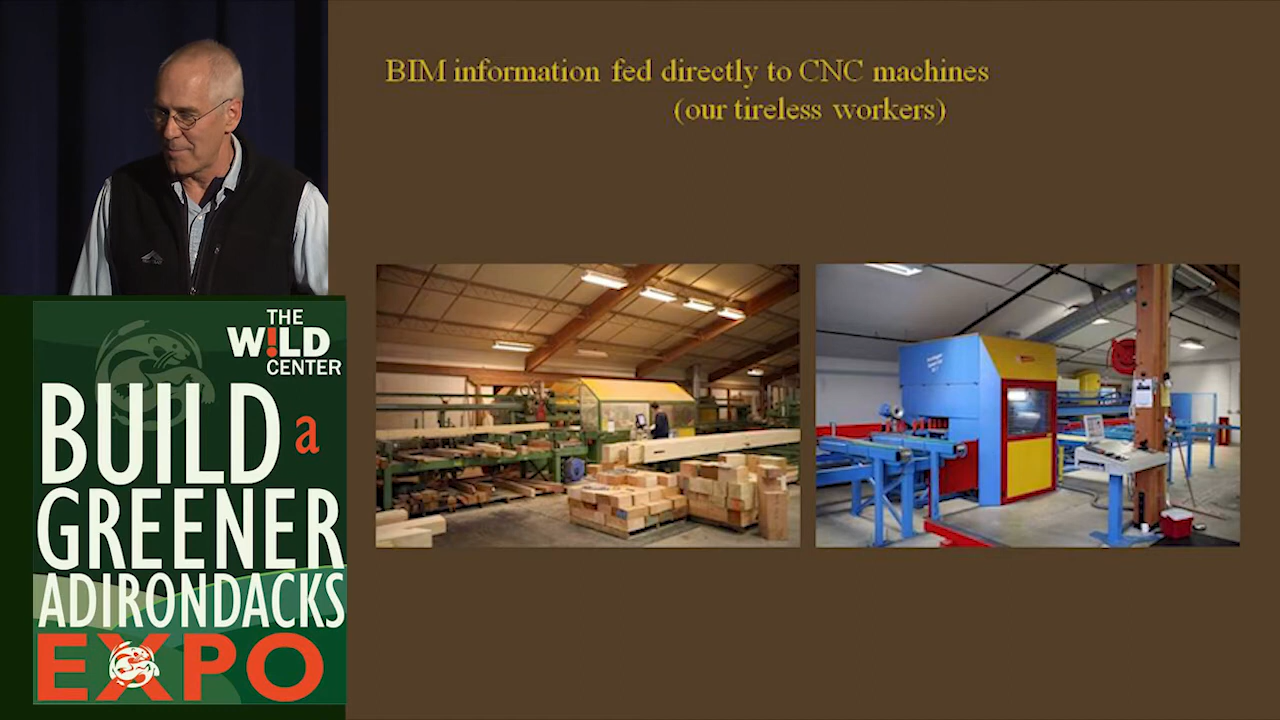 BIM information fed directly to CNC machines
(our tireless workers)
THE
W!LD
CENTER
BUILD a
GREENER
ADIRONDACKS
EXPO